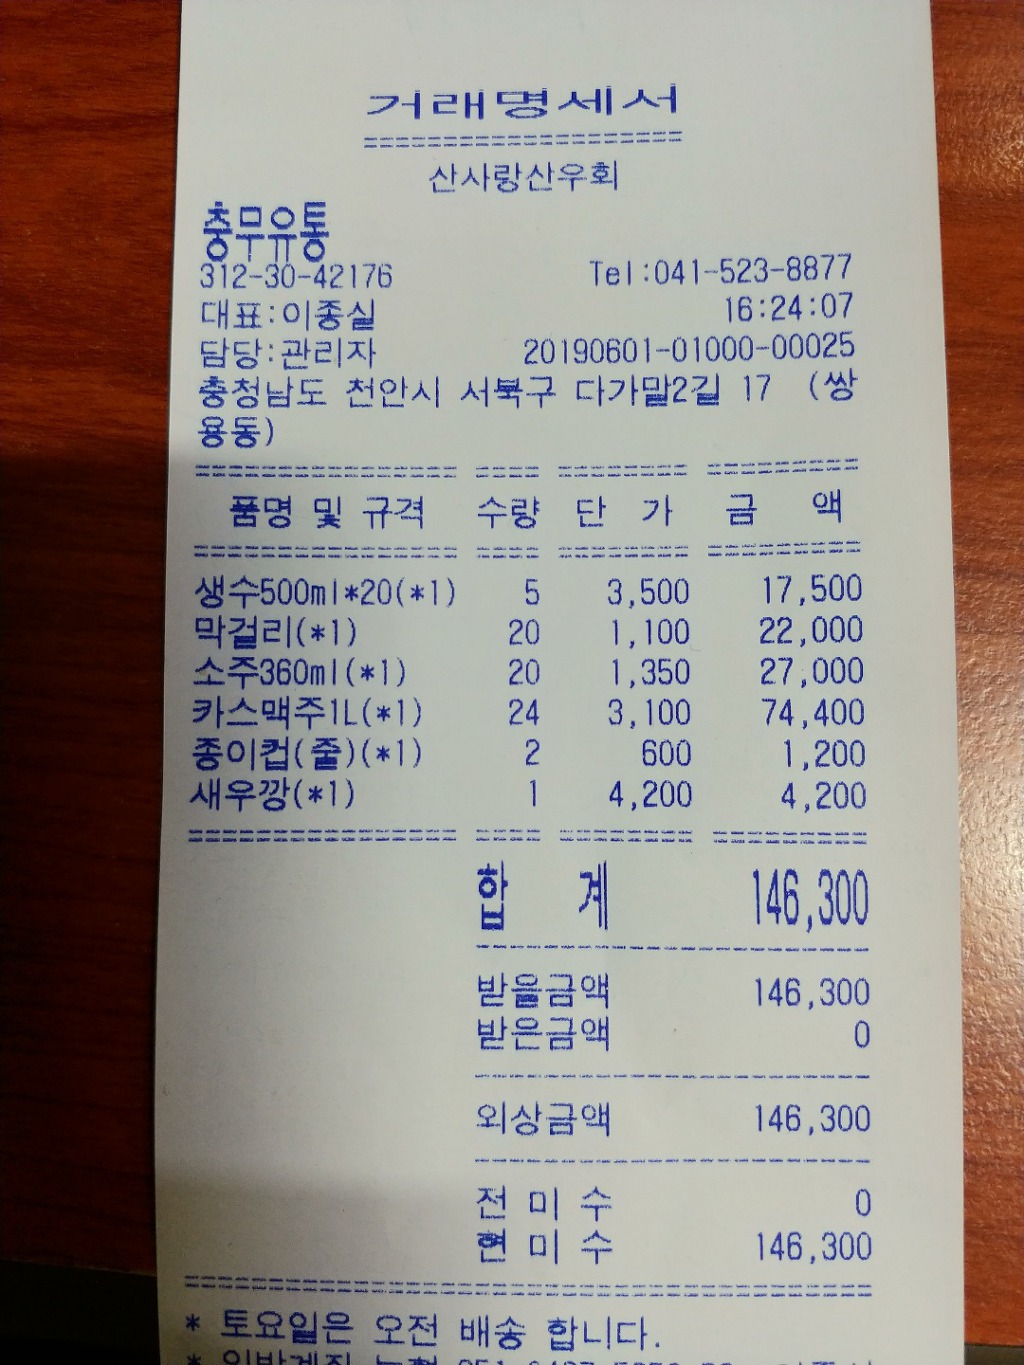 거래명세서
산사랑산우회
충무유통
312-30-42176 Tel:041-523-8877
대표:이종실 16:24:07
담당:관리자 20190601-01000-00025
충청남도 천안시 서북구 다가말2길 17 (쌍
용동)
품명 및 규격 수량 단 가 금 액
생수500ml*20(*1) 5 3,500 17,500
막걸리(*1) 20 1,100 22,000
소주360ml(*1) 20 1,350 27,000
카스맥주1L(*1) 24 3,100 74,400
종이컵(줄)(*1) 2 600 1,200
새우깡(*1) 1 4,200 4,200
합 계 146,300
받을금액 146,300
받은금액 0
외상금액 146,300
전 미 수 0
현 미 수 146,300
* 토요일은 오전 배송 합니다.